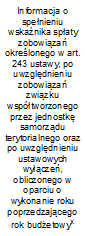 Informacja o
spełnieniu
wskaźnika spłaty
zobowiązań
określonego w art.
243 ustawy, po
uwzględnieniu
zobowiązań
związku
współtworzonego
przez jednostkę
samorządu
terytorialnego oraz
po uwzględnieniu
ustawowych
wyłączeń,
obliczonego w
oparciu o
wykonanie roku
poprzedzającego
rok budżetowyˣ